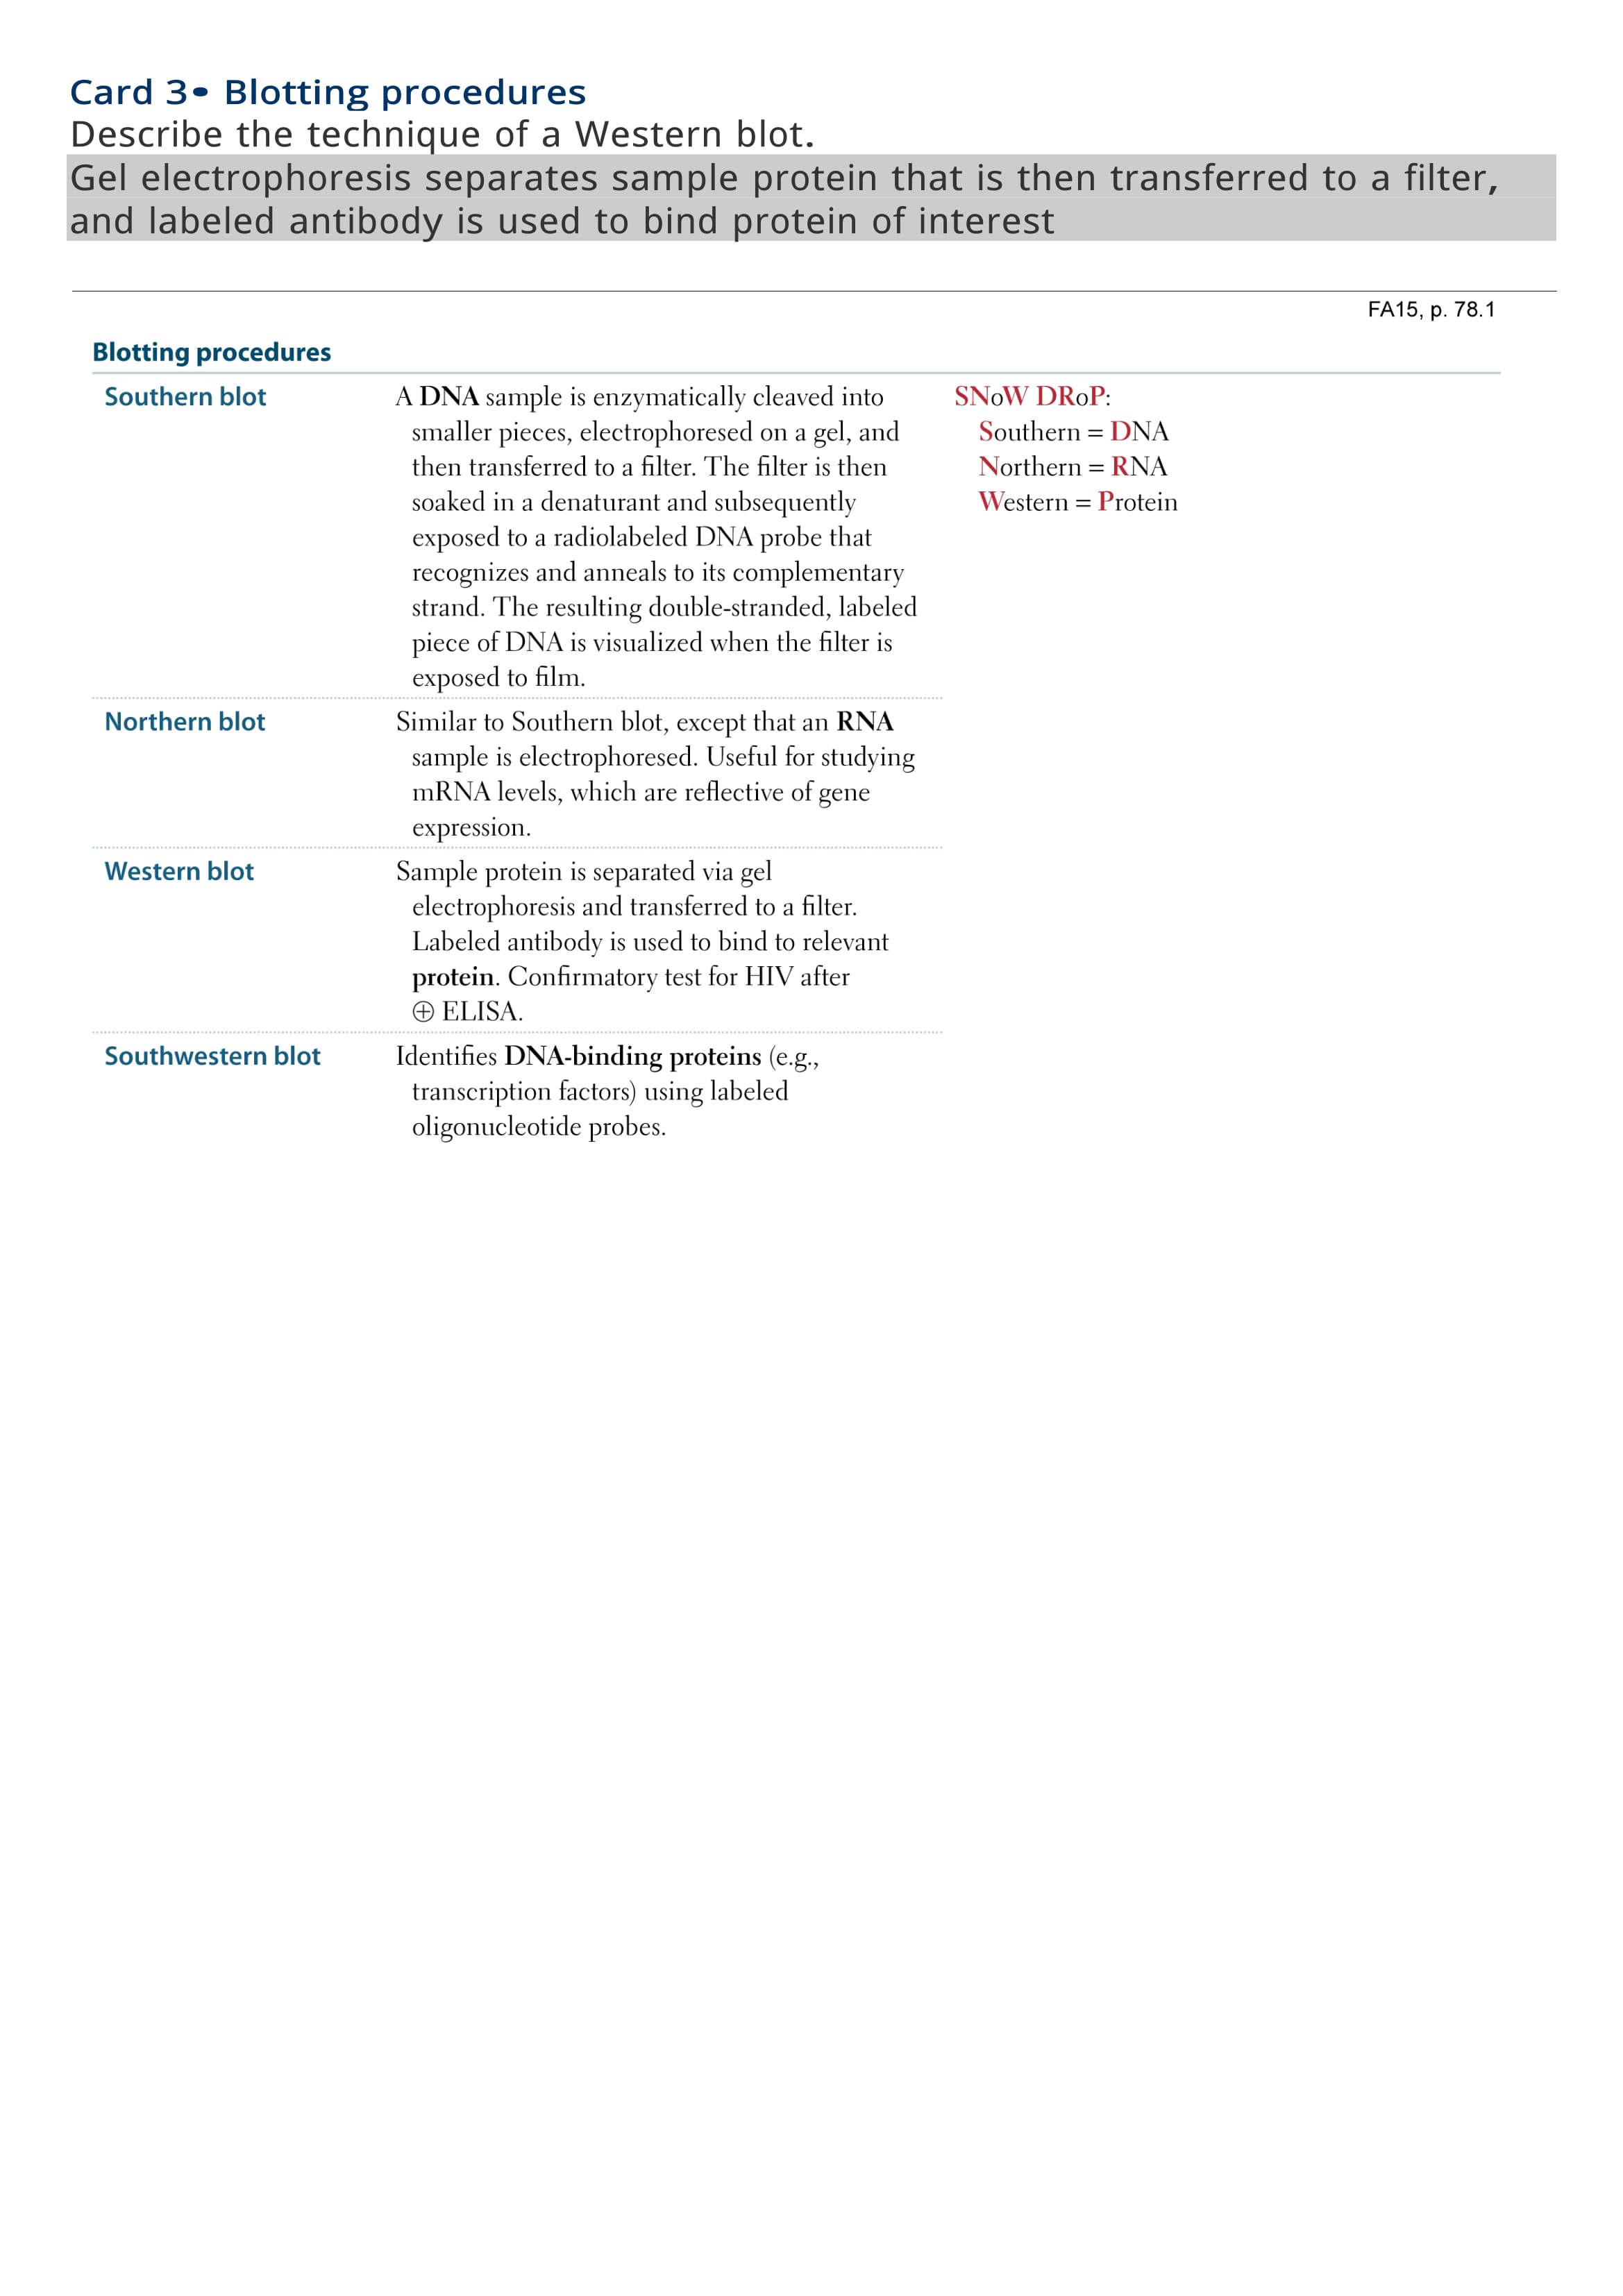 Card 3• Blotting procedures
Describe the technique of a Western blot.
Gel electrophoresis separates sample protein that is then transferred to a filter,
and labeled antibody is used to bind protein of interest
FA15, p. 78.1
Blotting procedures
Southern blot
A DNA sample is enzymatically cleaved into
smaller pieces, electrophoresed on a gel, and
then transferred to a filter. The filter is then
soaked in a denaturant and subsequently
exposed to a radiolabeled DNA probe that
recognizes and anneals to its complementary
strand. The resulting double-stranded, labeled
piece of DNA is visualized when the filter is
exposed to film.
SNoW DRoP:
Southern = DNA
Northern = RNA
Western = Protein
Northern blot
Similar to Southern blot, except that an RNA
sample is electrophoresed. Useful for studying
mRNA levels, which are reflective of gene
expression.
Western blot
Sample protein is separated via gel
electrophoresis and transferred to a filter.
Labeled antibody is used to bind to relevant
protein. Confirmatory test for HIV after
⊕ ELISA.
Southwestern blot
Identifies DNA-binding proteins (e.g.,
transcription factors) using labeled
oligonucleotide probes.